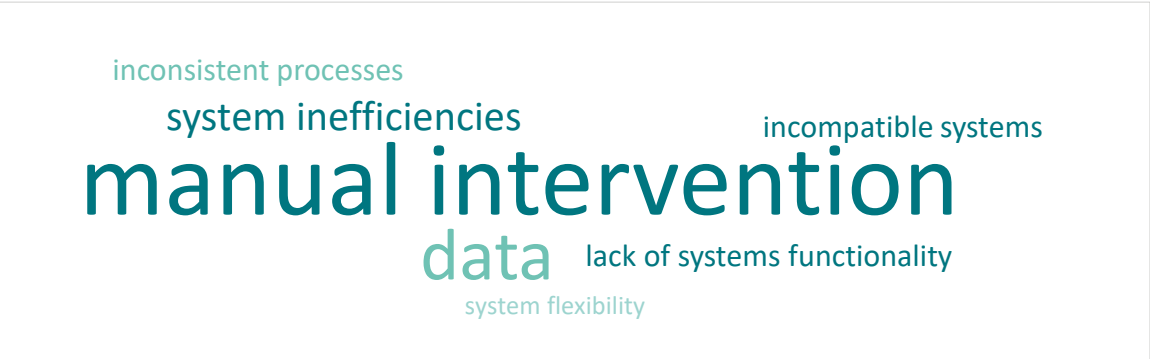 inconsistent processes
system inefficiencies
incompatible systems
manual intervention
data
lack of systems functionality
system flexibility